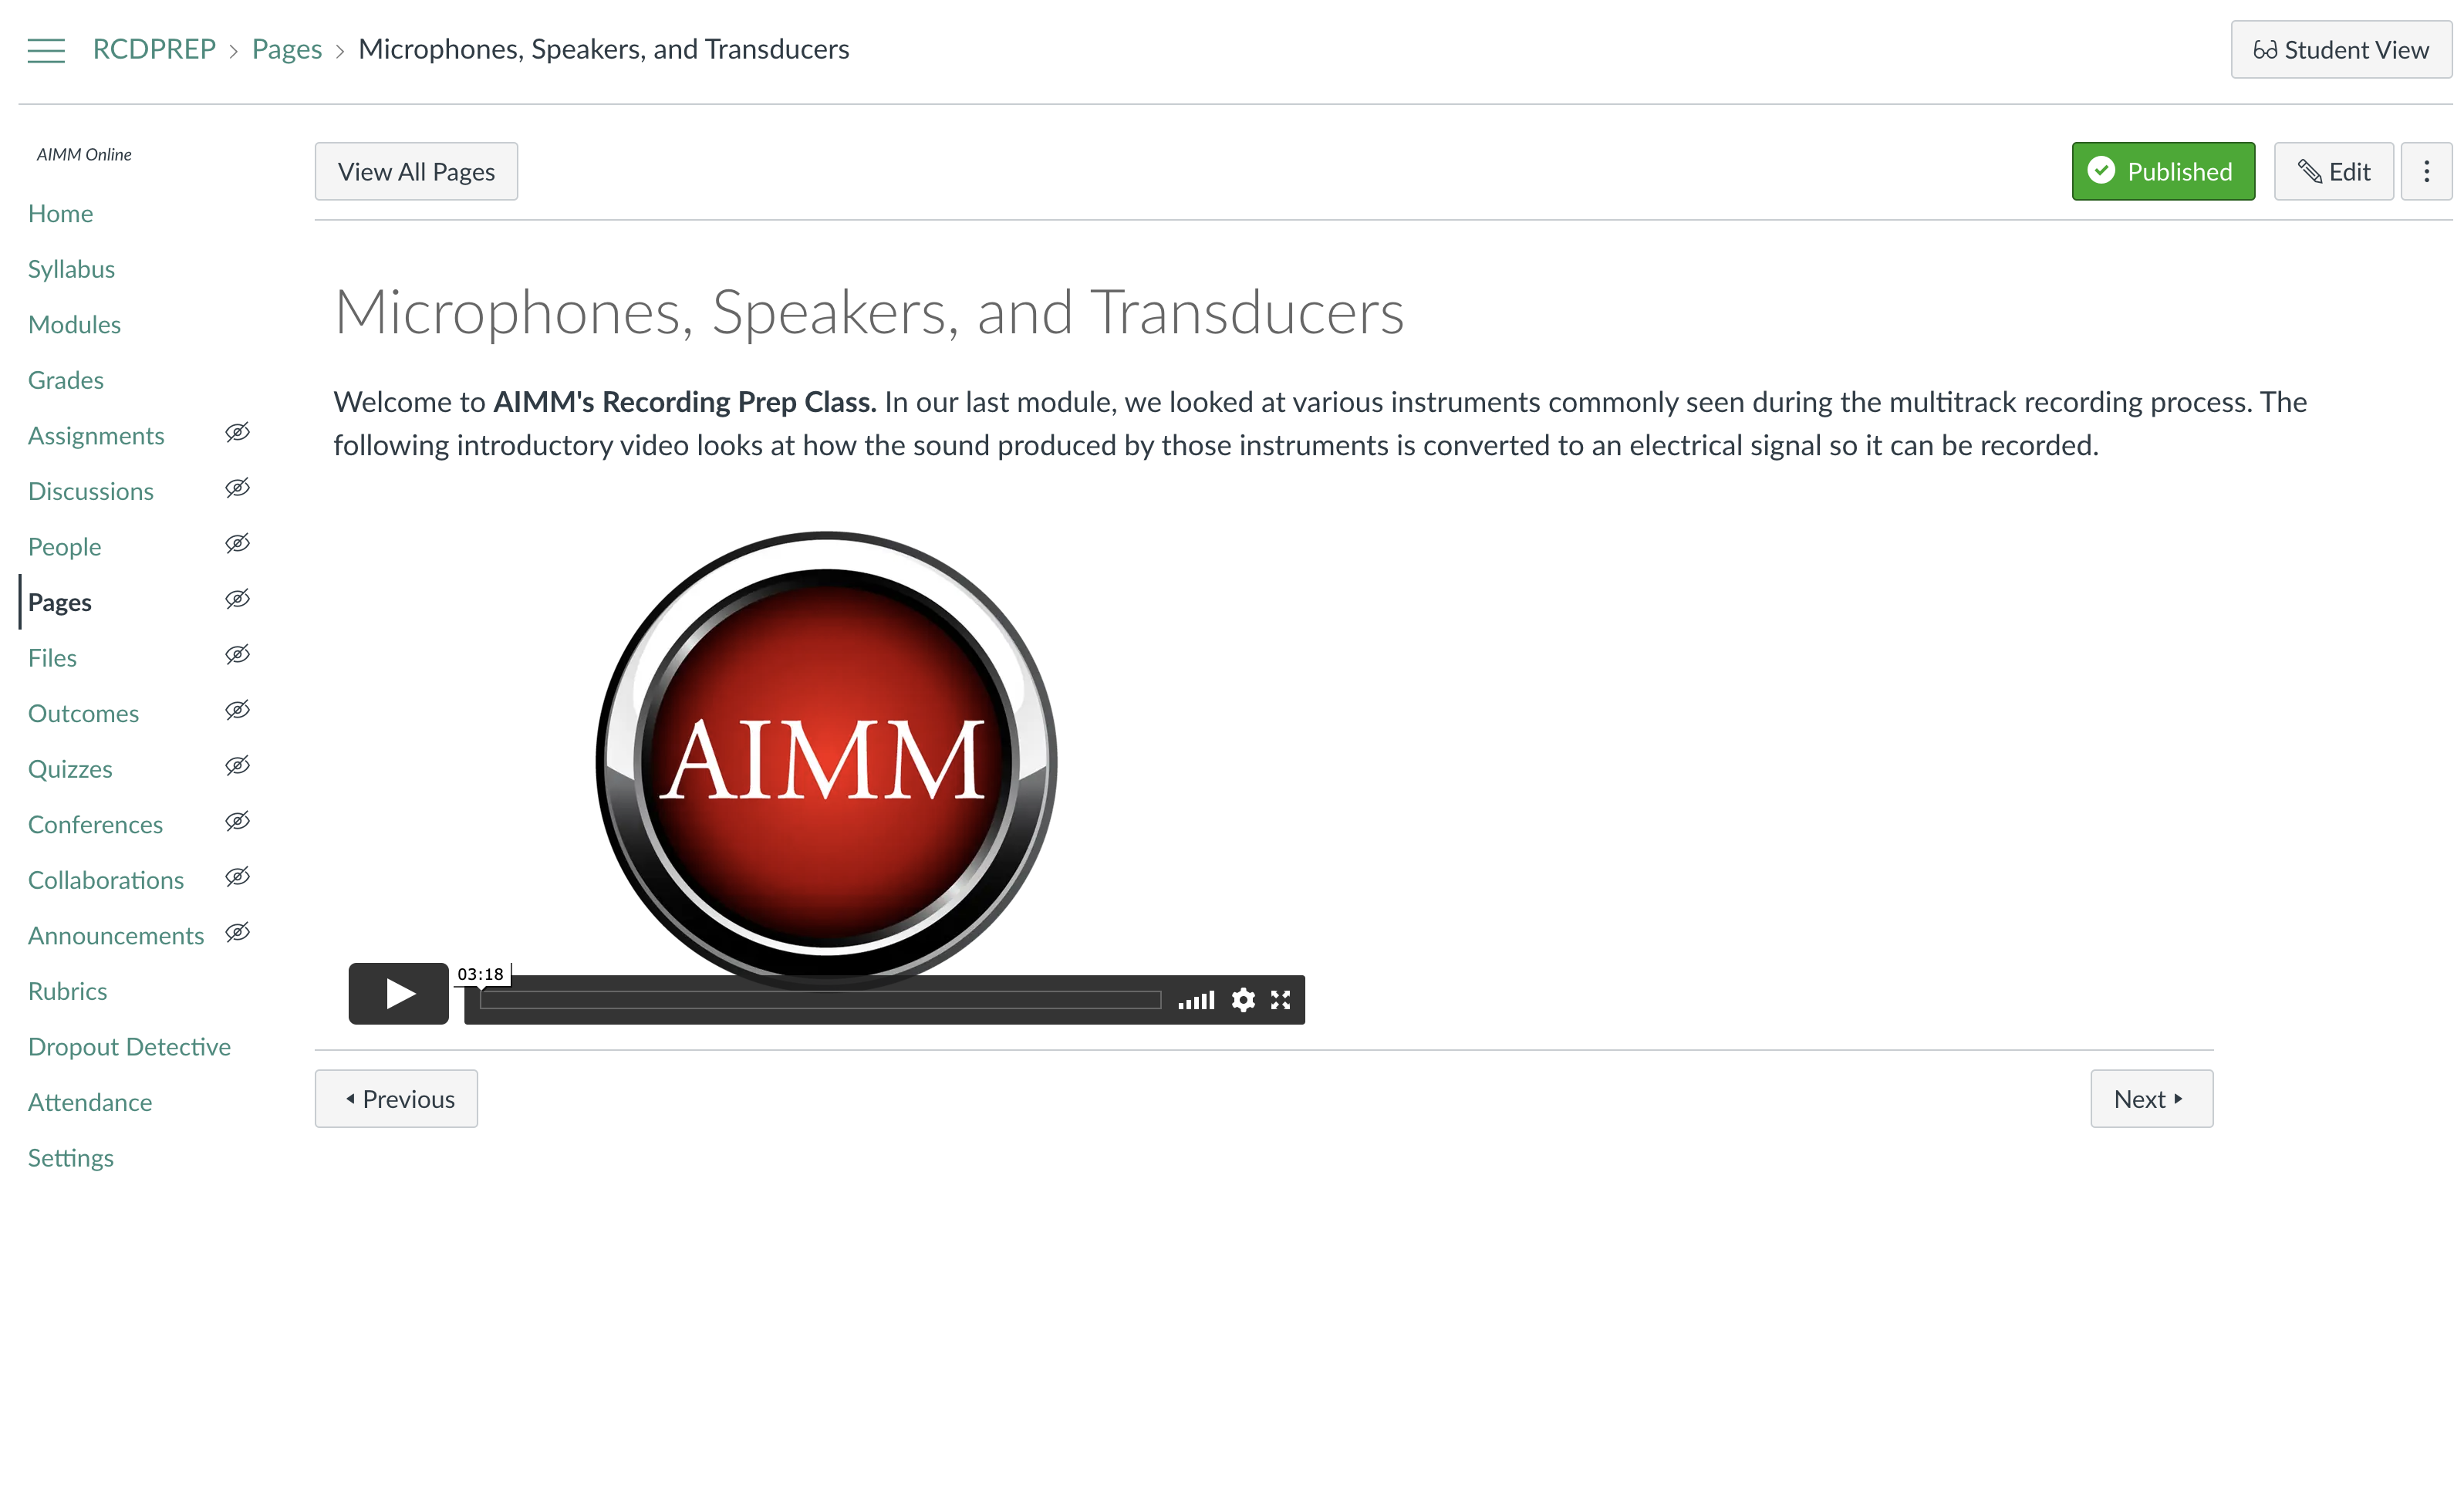 RCDPREP > Pages > Microphones, Speakers, and Transducers
Student View
AIMM Online
View All Pages
Published
Edit
Home
Syllabus
Modules
Grades
Assignments
Discussions
People
Pages
Files
Outcomes
Quizzes
Conferences
Collaborations
Announcements
Rubrics
Dropout Detective
Attendance
Settings
Microphones, Speakers, and Transducers
Welcome to AIMM's Recording Prep Class. In our last module, we looked at various instruments commonly seen during the multitrack recording process. The
following introductory video looks at how the sound produced by those instruments is converted to an electrical signal so it can be recorded.
AIMM
03:18
Previous
Next